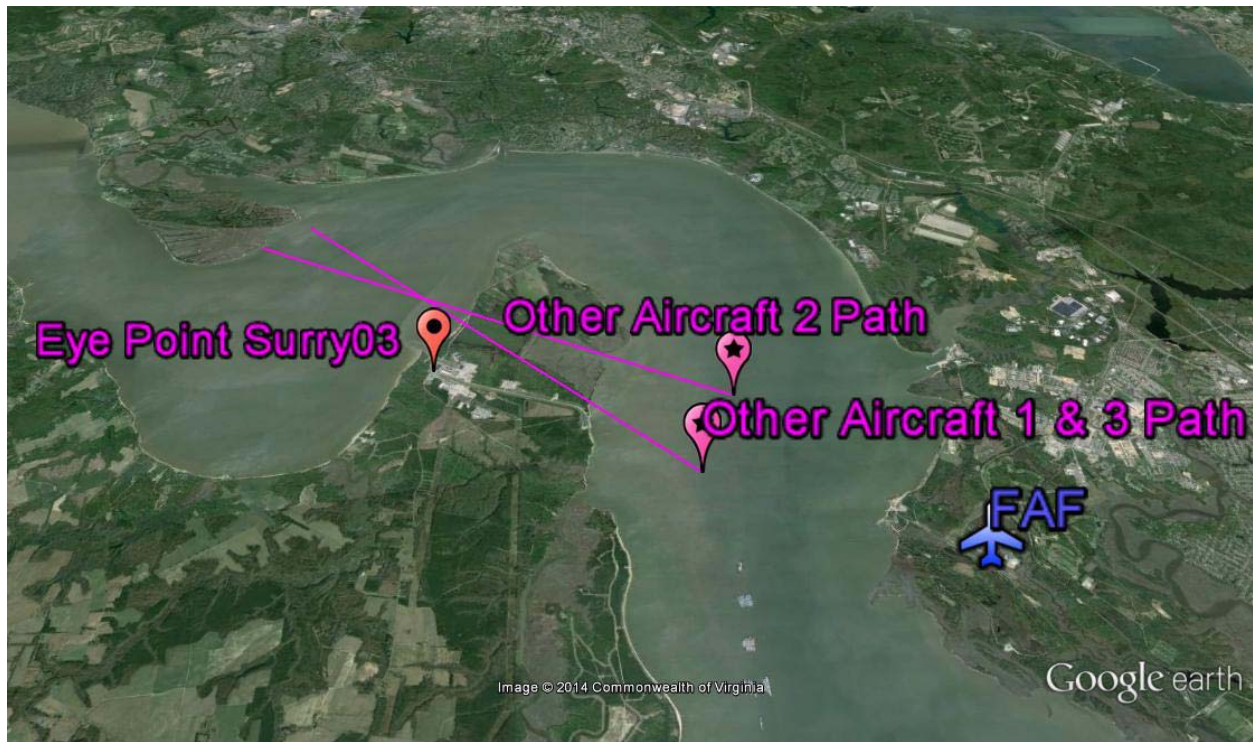 Other Aircraft 2 Path
Eye Point Surry03
Other Aircraft 1 & 3 Path
FAF
Image © 2014 Commonwealth of Virginia
Google earth